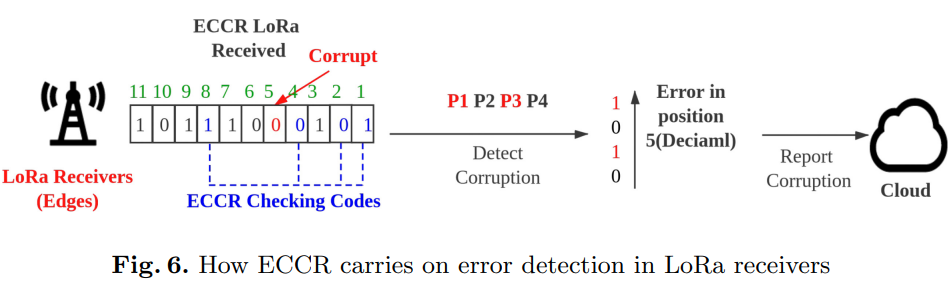 ECCR LoRa
Received
Corrupt
11 10 9 8 7 6 5 4 3 2 1
1 0 1 1 1 0 0 0 1 0 1
LoRa Receivers
(Edges)
ECCR Checking Codes
P1 P2 P3 P4
Detect
Corruption
1
0
1
0
Error in
position
5(Deciaml)
Report
Corruption
Cloud
Fig. 6. How ECCR carries on error detection in LoRa receivers